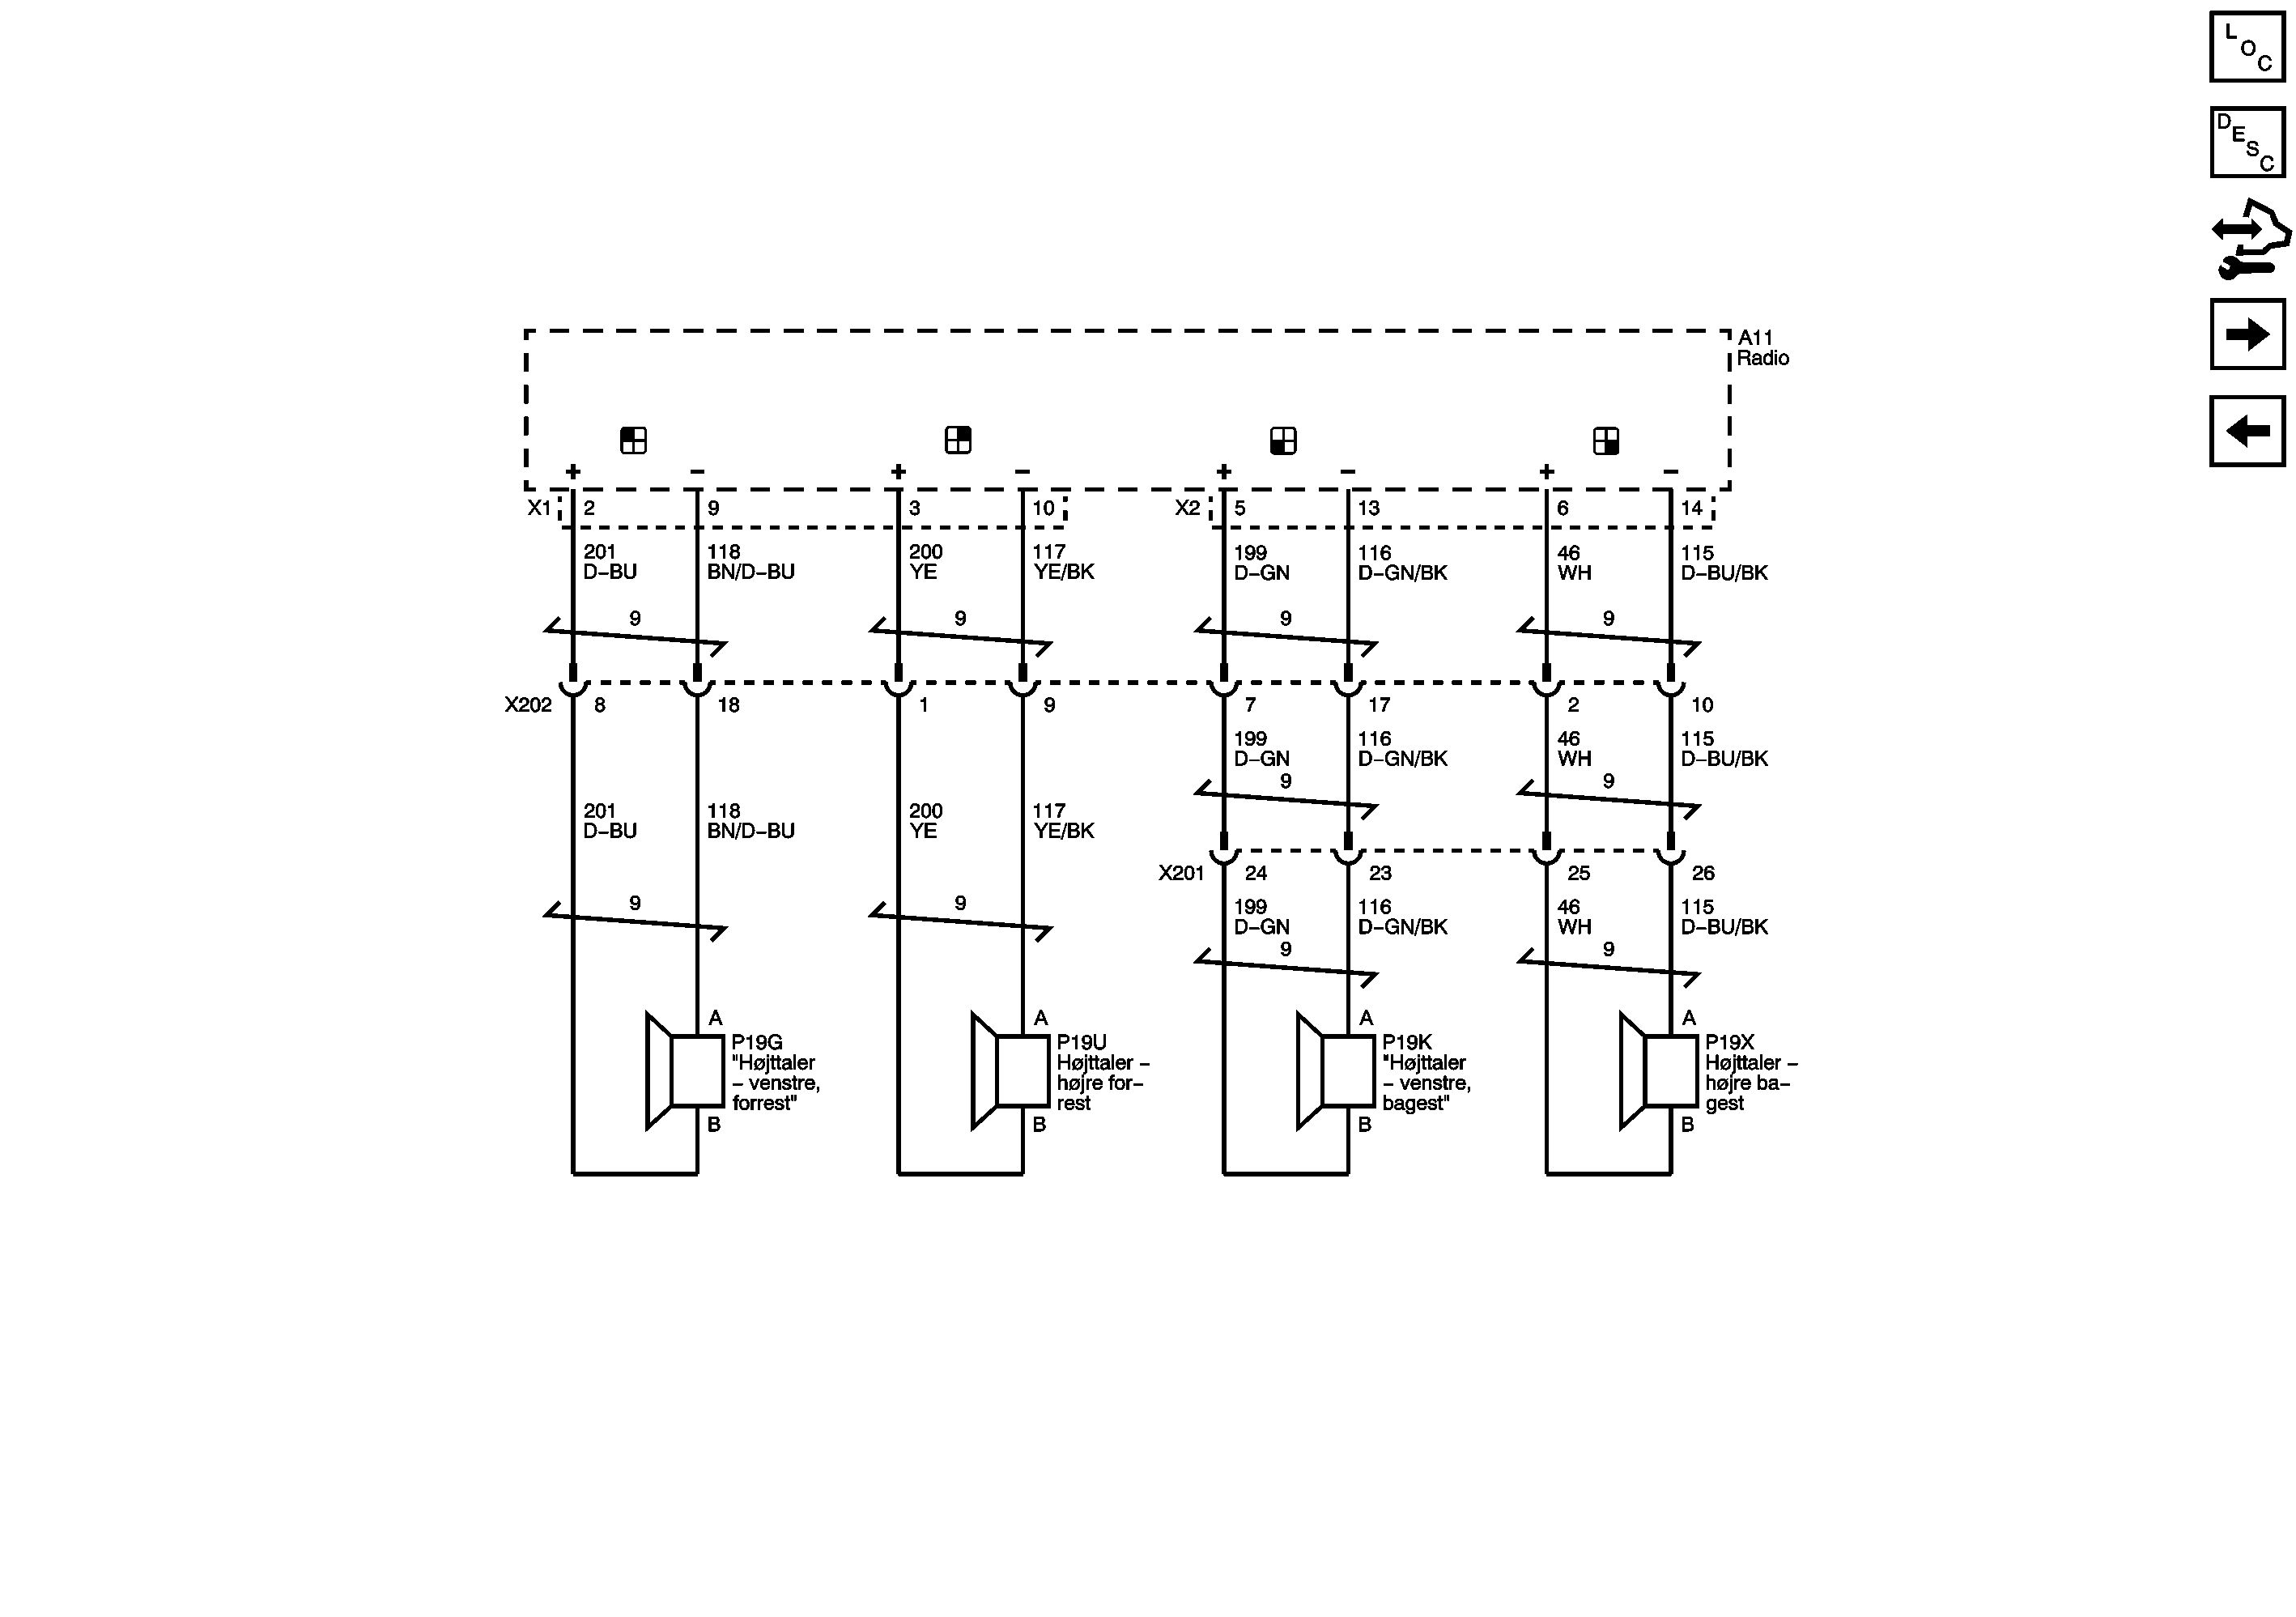 L
O
C
D
E
S
C
A11
Radio
+ − + − + − + −
X1 2 9 3 10 X2 5 13 6 14
201 118 200 117 199 116 46 115
D−BU BN/D−BU YE YE/BK D−GN D−GN/BK WH D−BU/BK
9 9 9 9
X202 8 18 1 9 7 17 2 10
199 116 46 115
D−GN D−GN/BK WH D−BU/BK
9 9
201 118 200 117
D−BU BN/D−BU YE YE/BK
X201 24 23 25 26
9 9
199 116 46 115
D−GN D−GN/BK WH D−BU/BK
9 9
A A A A
P19G
"Højttaler
− venstre,
forrest"
P19U
Højttaler −
højre for−
rest
P19K
"Højttaler
− venstre,
bagest"
P19X
Højttaler −
højre ba−
gest
B B B B